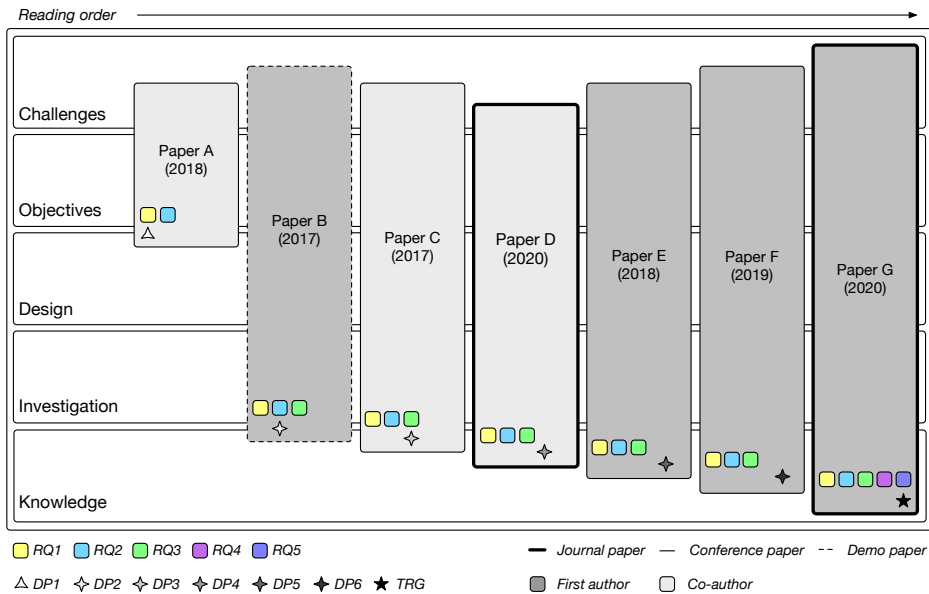 Reading order
Challenges
Objectives
Design
Investigation
Knowledge
Paper A
(2018)
Paper B
(2017)
Paper C
(2017)
Paper D
(2020)
Paper E
(2018)
Paper F
(2019)
Paper G
(2020)
RQ1 RQ2 RQ3 RQ4 RQ5
DP1 DP2 DP3 DP4 DP5 DP6 TRG
Journal paper Conference paper Demo paper
First author Co-author